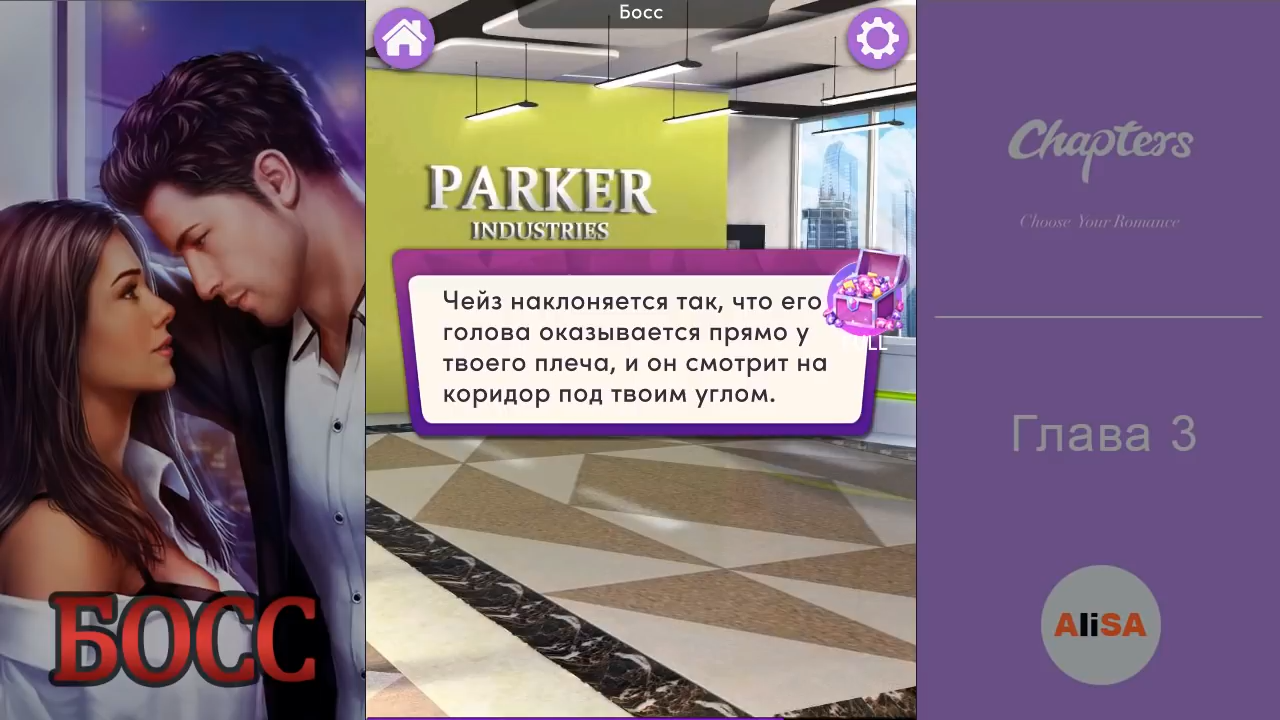 Босс
PARKER
INDUSTRIES
Чейз наклоняется так, что его
голова оказывается прямо у
твоего плеча, и он смотрит на
коридор под твоим углом.
БОСС
Chapters
Choose Your Romance
Глава 3
AliSA